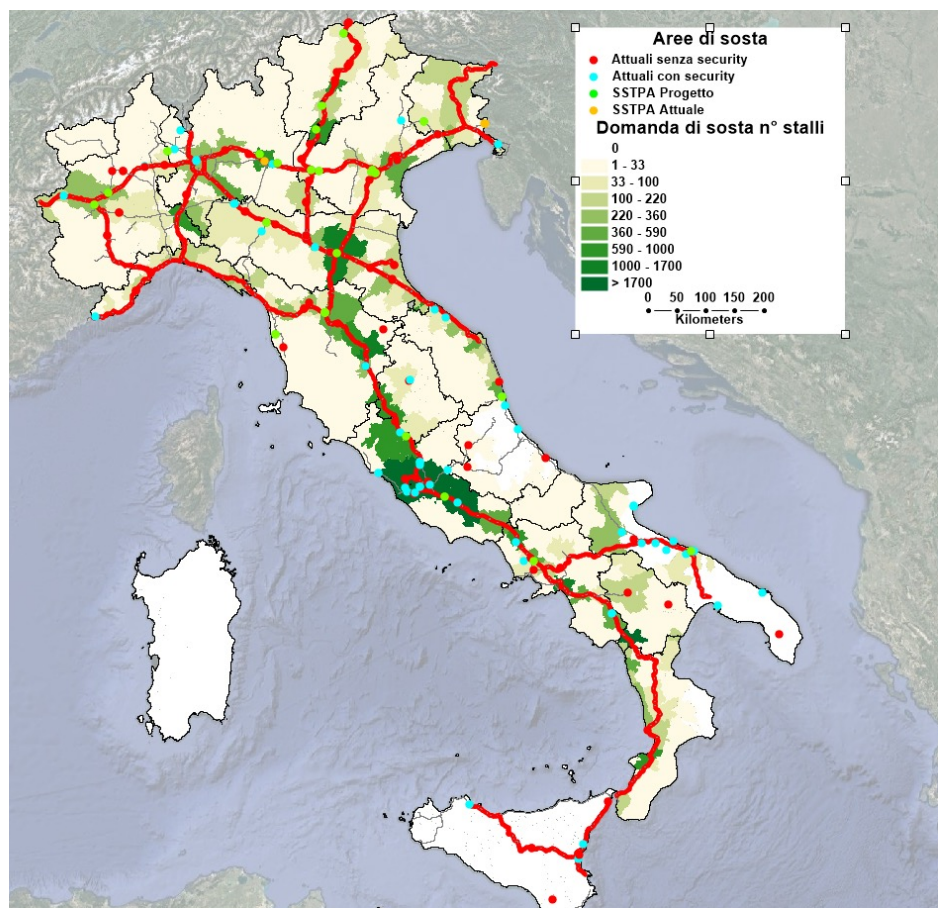 Aree di sosta
Attuali senza security
Attuali con security
SSTPA Progetto
SSTPA Attuale
Domanda di sosta n° stalli
0
1 - 33
33 - 100
100 - 220
220 - 360
360 - 590
590 - 1000
1000 - 1700
> 1700
0 50 100 150 200
Kilometers